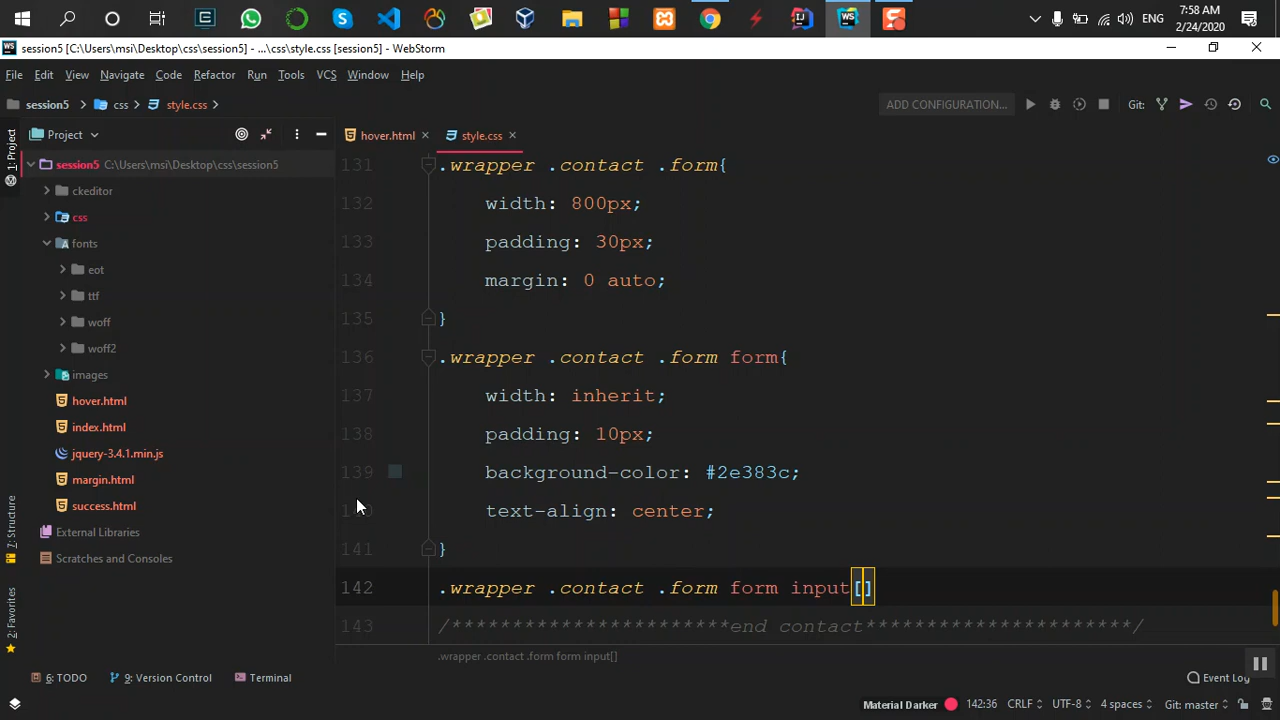 ENG
7:58 AM
2/24/2020
session5 [C:\Users\msi\Desktop\css\session5] - ...\css\style.css [session5] - WebStorm
File Edit View Navigate Code Refactor Run Tools VCS Window Help
session5 css style.css
ADD CONFIGURATION...
Git:
1: Project
Project
hover.html
style.css
session5 C:\Users\msi\Desktop\css\session5
ckeditor
css
fonts
eot
ttf
woff
woff2
images
hover.html
index.html
jquery-3.4.1.min.js
margin.html
success.html
External Libraries
Scratches and Consoles
7: Structure
2: Favorites
131 .wrapper .contact .form{
132 width: 800px;
133 padding: 30px;
134 margin: 0 auto;
135 }
136 .wrapper .contact .form form{
137 width: inherit;
138 padding: 10px;
139 background-color: #2e383c;
text-align: center;
141 }
142 .wrapper .contact .form form input[]
143 /***********************end contact**********************/
.wrapper .contact .form form input[]
6: TODO
9: Version Control
Terminal
Event Log
Material Darker
142:36
CRLF
UTF-8
4 spaces
Git: master